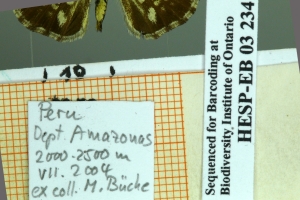 10
Peru
Dept. Amazonas
2000-2500 m
VII. 2004
ex coll. M. Büche
Sequenced for Barcoding at
Biodiversity Institute of Ontario
HESP-EB 03 234